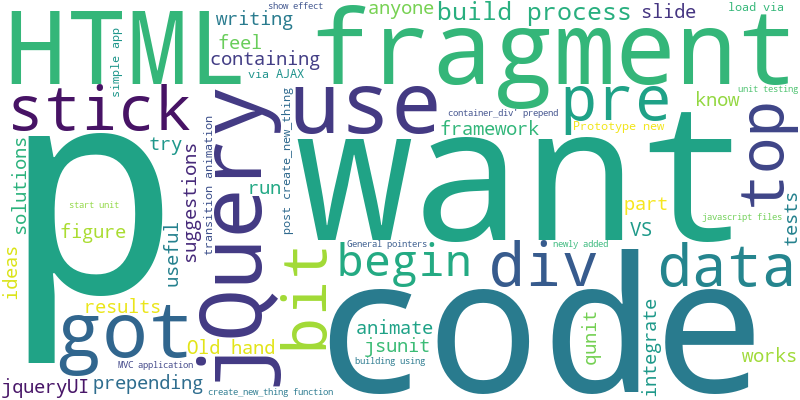 show effect
anyone
build process
slide
load via
HTML
simple app
writing
feel
containing
via AJAX
fragment
stick
jQuery
post create_new_thing
use
container_div' prepend
framework
pre
Prototype new
know
unit testing
top
p
want
solutions
try
suggestions
transition animation
run
start unit
figure
useful
part
VS
javascript files
tests
ideas
results
got
Old hand
bit
General pointers
begin
newly added
div
data
code
animate
jsunit
building using
qunit
integrate
works
MVC application
jqueryUI
prepending
create_new_thing function